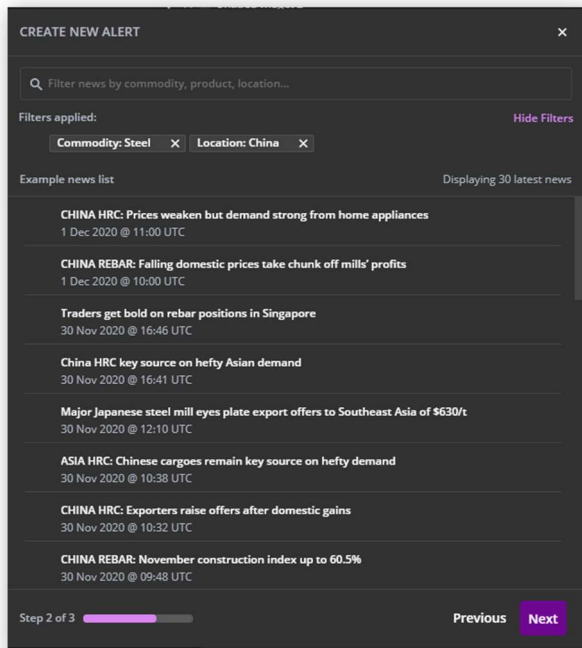 CREATE NEW ALERT ×
Filter news by commodity, product, location...
Filters applied: Hide Filters
Commodity: Steel × Location: China ×
Example news list Displaying 30 latest news
CHINA HRC: Prices weaken but demand strong from home appliances
1 Dec 2020 @ 11:00 UTC
CHINA REBAR: Falling domestic prices take chunk off mills' profits
1 Dec 2020 @ 10:00 UTC
Traders get bold on rebar positions in Singapore
30 Nov 2020 @ 16:46 UTC
China HRC key source on hefty Asian demand
30 Nov 2020 @ 16:41 UTC
Major Japanese steel mill eyes plate export offers to Southeast Asia of $630/t
30 Nov 2020 @ 12:10 UTC
ASIA HRC: Chinese cargoes remain key source on hefty demand
30 Nov 2020 @ 10:38 UTC
CHINA HRC: Exporters raise offers after domestic gains
30 Nov 2020 @ 10:32 UTC
CHINA REBAR: November construction index up to 60.5%
30 Nov 2020 @ 09:48 UTC
Step 2 of 3 Previous Next